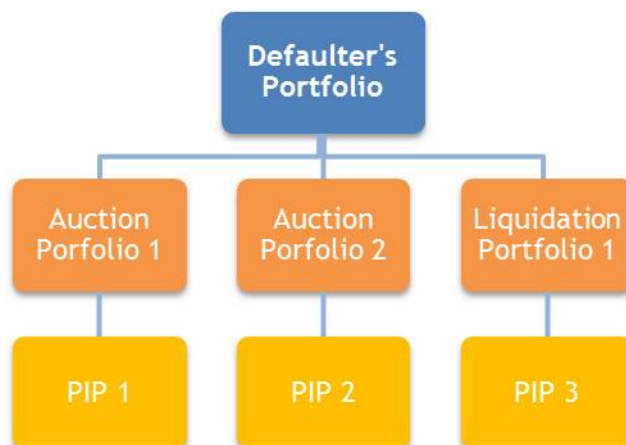 Defaulter's
Portfolio
Auction
Porfolio 1
Auction
Porfolio 2
Liquidation
Portfolio 1
PIP 1
PIP 2
PIP 3